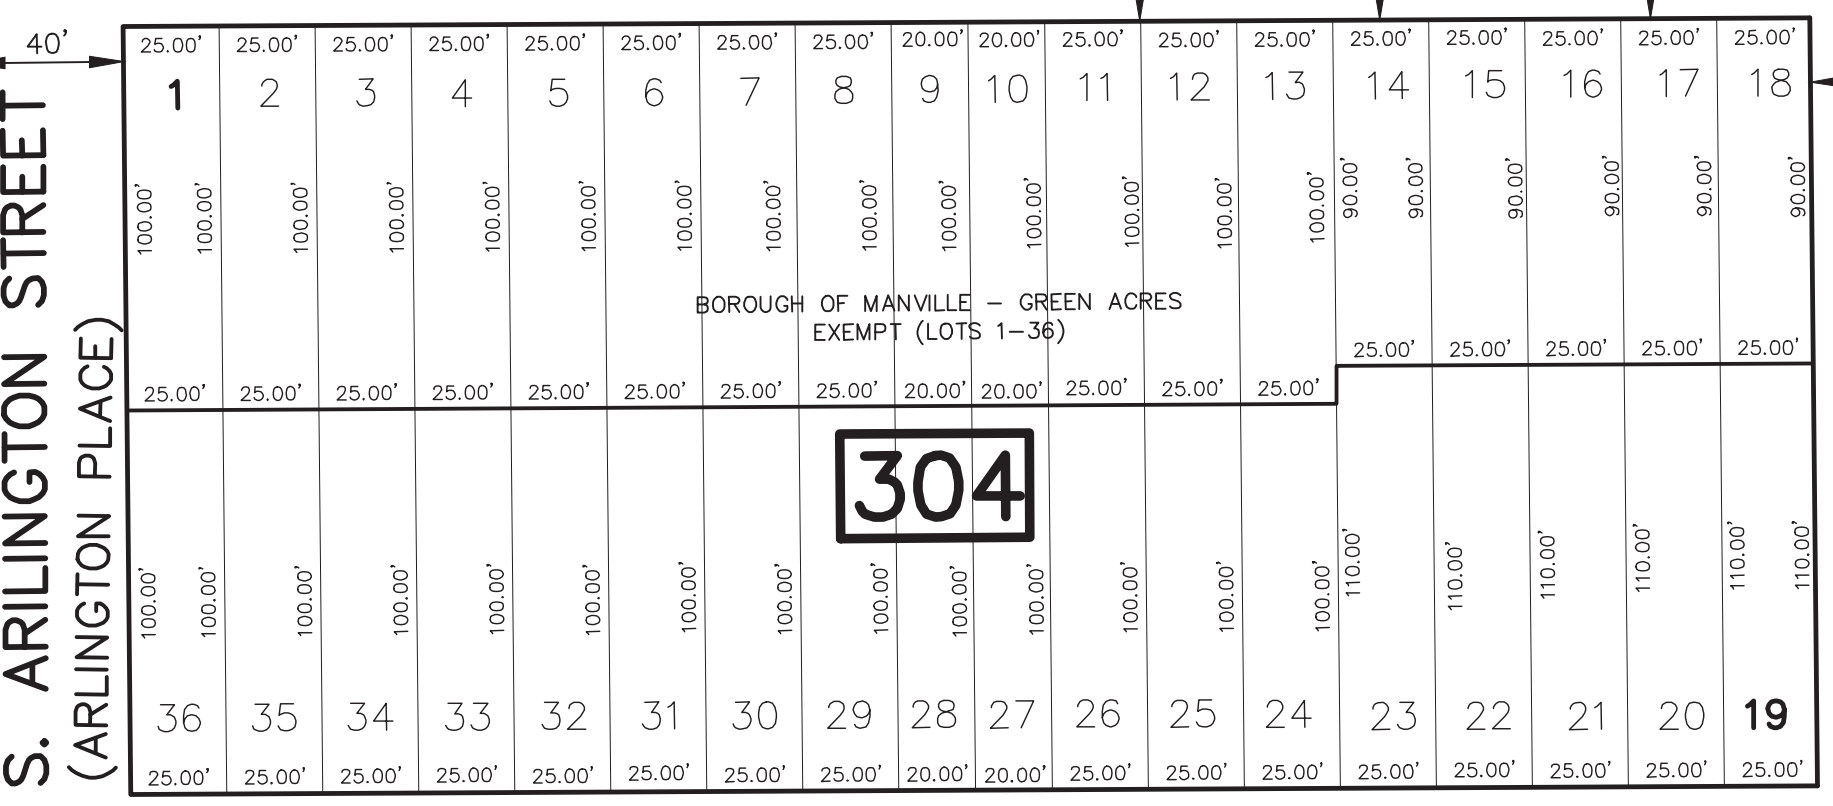 40'
S. ARILINGTON STREET
(ARLINGTON PLACE)
25.00' 25.00' 25.00' 25.00' 25.00' 25.00' 25.00' 25.00' 20.00' 20.00' 25.00' 25.00' 25.00' 25.00' 25.00' 25.00' 25.00' 25.00'
1 2 3 4 5 6 7 8 9 10 11 12 13 14 15 16 17 18
100.00' 100.00' 100.00' 100.00' 100.00' 100.00' 100.00' 100.00' 100.00' 100.00' 100.00' 100.00' 100.00' 100.00' 90.00' 90.00' 90.00' 90.00' 90.00' 90.00'
BOROUGH OF MANVILLE – GREEN ACRES
EXEMPT (LOTS 1–36)
25.00' 25.00' 25.00' 25.00' 25.00'
25.00' 25.00' 25.00' 25.00' 25.00' 25.00' 25.00' 25.00' 20.00' 20.00' 25.00' 25.00' 25.00'
304
100.00' 100.00' 100.00' 100.00' 100.00' 100.00' 100.00' 100.00' 100.00' 100.00' 100.00' 100.00' 100.00' 100.00' 110.00' 110.00' 110.00' 110.00' 110.00' 110.00'
36 35 34 33 32 31 30 29 28 27 26 25 24 23 22 21 20 19
25.00' 25.00' 25.00' 25.00' 25.00' 25.00' 25.00' 25.00' 20.00' 20.00' 25.00' 25.00' 25.00' 25.00' 25.00' 25.00' 25.00' 25.00'